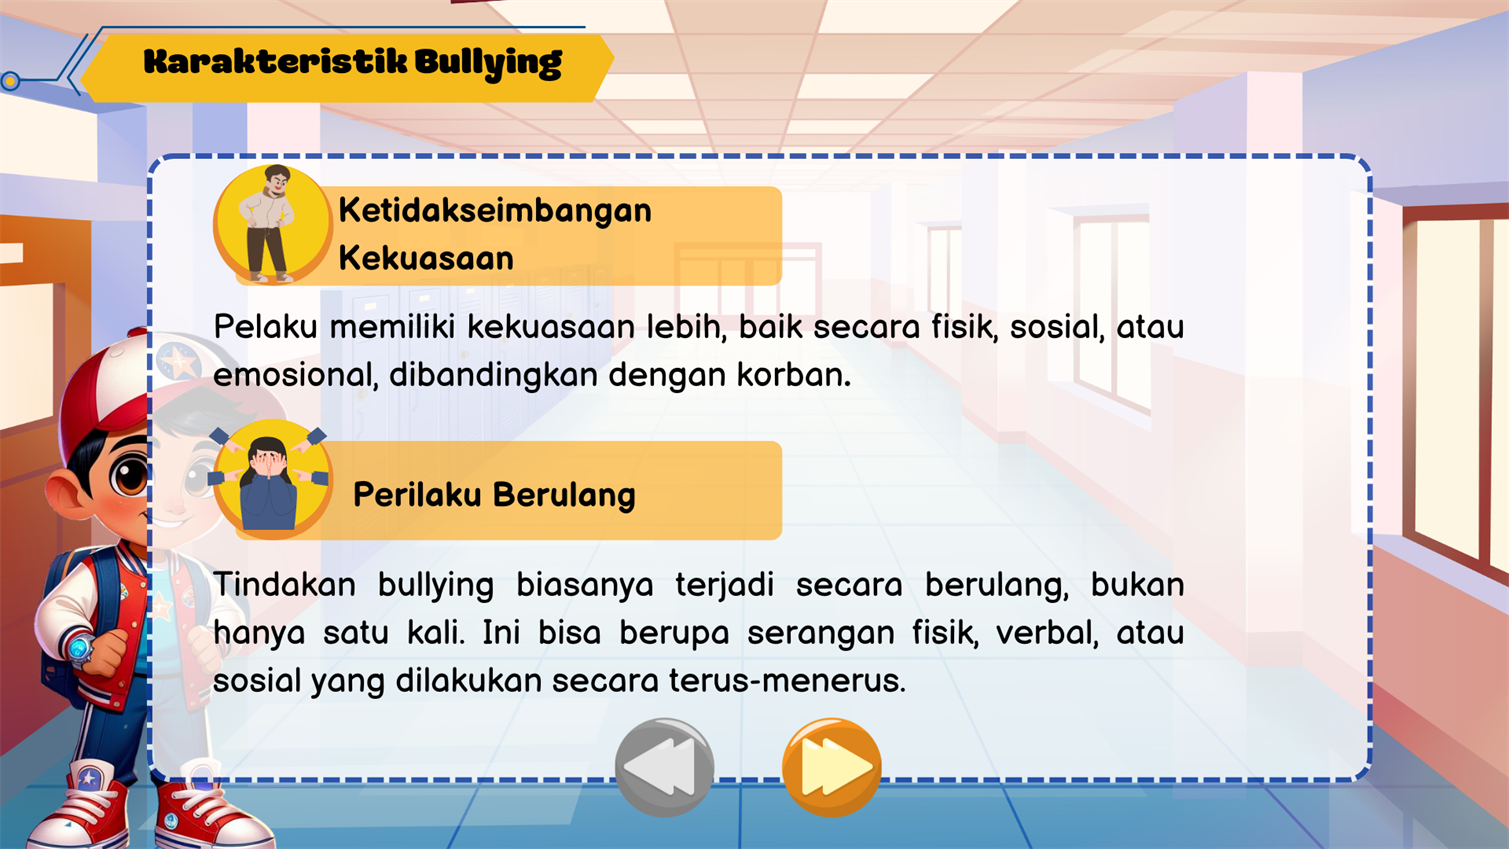 Karakteristik Bullying
Ketidakseimbangan
Kekuasaan
Pelaku memiliki kekuasaan lebih, baik secara fisik, sosial, atau
emosional, dibandingkan dengan korban.
Perilaku Berulang
Tindakan bullying biasanya terjadi secara berulang, bukan
hanya satu kali. Ini bisa berupa serangan fisik, verbal, atau
sosial yang dilakukan secara terus-menerus.